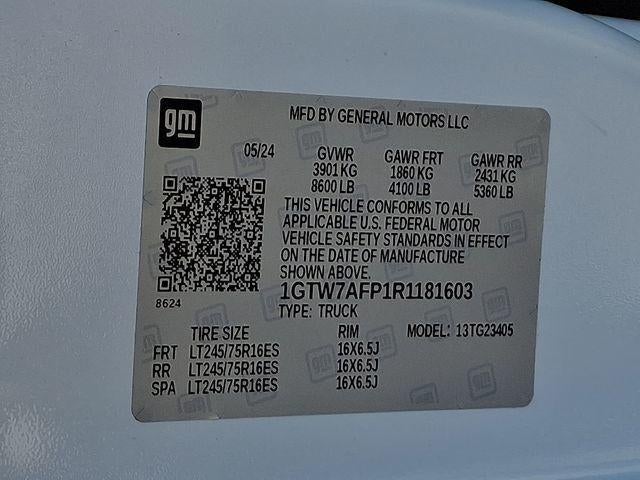 gm
MFD BY GENERAL MOTORS LLC
05/24 GVWR GAWR FRT GAWR RR
3901 KG 1860 KG 2431 KG
8600 LB 4100 LB 5360 LB
THIS VEHICLE CONFORMS TO ALL
APPLICABLE U.S. FEDERAL MOTOR
VEHICLE SAFETY STANDARDS IN EFFECT
ON THE DATE OF MANUFACTURE
SHOWN ABOVE.
8624
1GTW7AFP1R1181603
TYPE: TRUCK
TIRE SIZE RIM MODEL: 13TG23405
FRT LT245/75R16ES 16X6.5J
RR LT245/75R16ES 16X6.5J
SPA LT245/75R16ES 16X6.5J